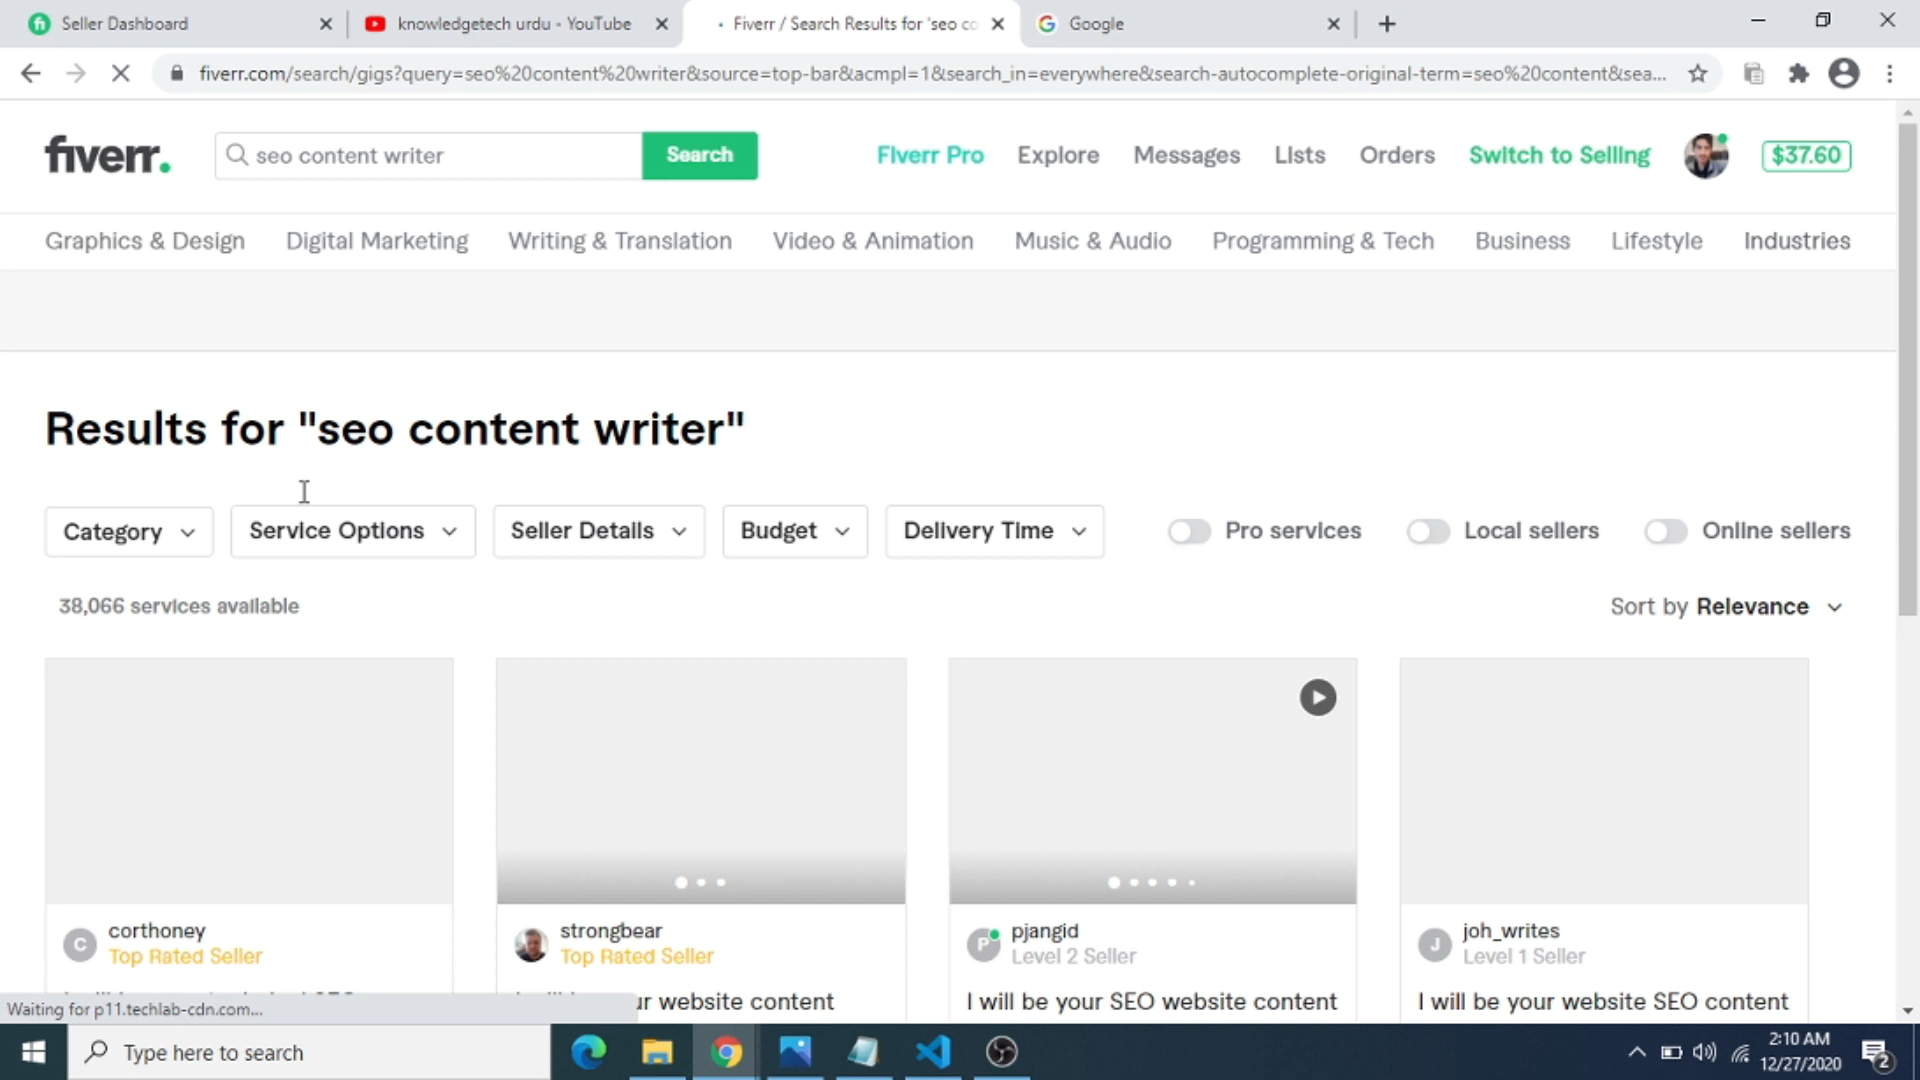 Seller Dashboard
knowledgetech urdu - YouTube
Fiverr / Search Results for 'seo co
Google
fiverr.com/search/gigs?query=seo%20content%20writer&source=top-bar&acmpl=1&search_in=everywhere&search-autocomplete-original-term=seo%20content&sea...
fiverr.
seo content writer
Search
Fiverr Pro
Explore
Messages
Lists
Orders
Switch to Selling
$37.60
Graphics & Design
Digital Marketing
Writing & Translation
Video & Animation
Music & Audio
Programming & Tech
Business
Lifestyle
Industries
Results for "seo content writer"
Category
Service Options
Seller Details
Budget
Delivery Time
Pro services
Local sellers
Online sellers
38,066 services available
Sort by Relevance
C
corthoney
Top Rated Seller
strongbear
Top Rated Seller
ur website content
P
pjangid
Level 2 Seller
I will be your SEO website content
J
joh_writes
Level 1 Seller
I will be your website SEO content
Waiting for p11.techlab-cdn.com...
Type here to search
2:10 AM
12/27/2020
2